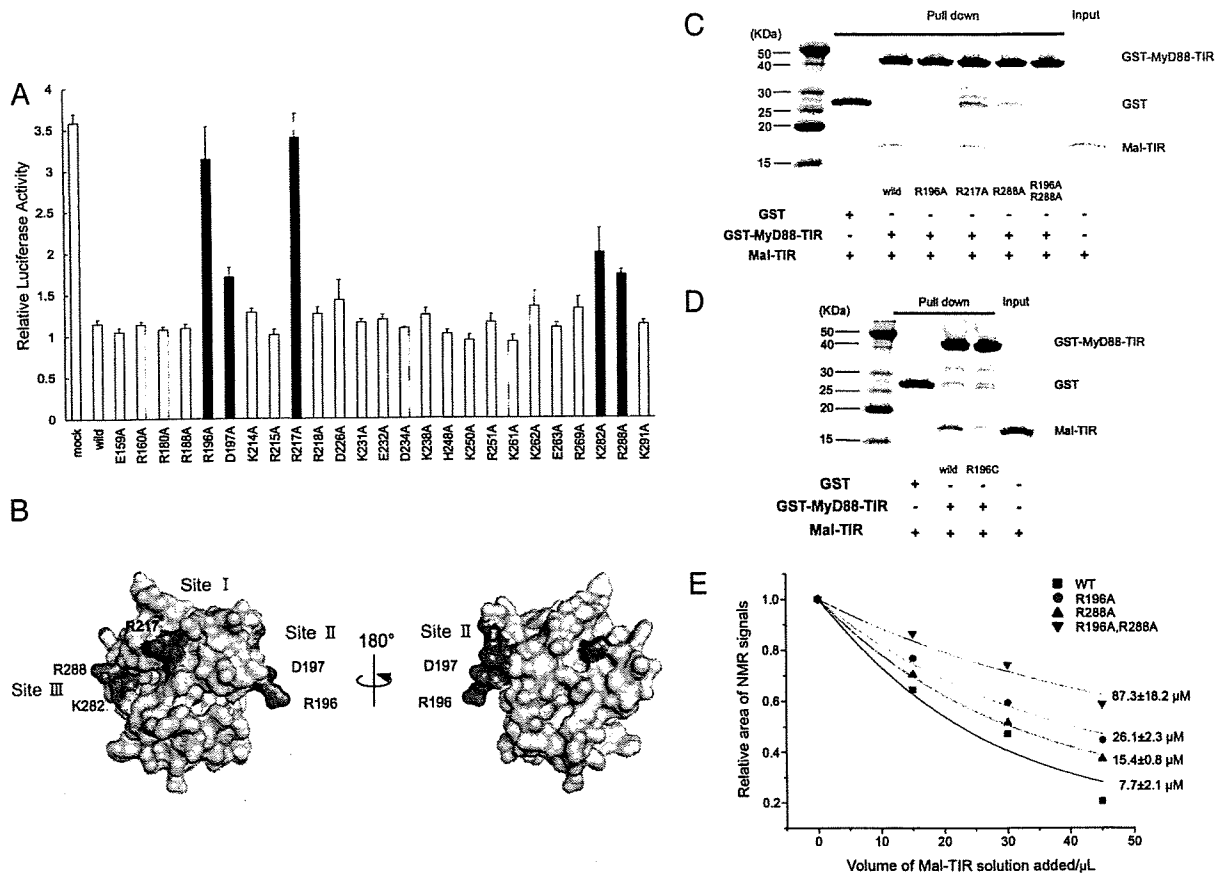 A
Relative Luciferase Activity
4
3.5
3
2.5
2
1.5
1
0.5
0
mock
wild
E159A
R160A
R180A
R188A
R196A
D197A
K214A
R215A
R217A
R218A
D226A
K231A
E232A
D234A
K238A
H248A
K250A
R251A
K261A
K262A
E263A
R269A
K282A
R288A
K291A
B
Site I
R217
Site II
R288
D197
Site III
K282
R196
180°
Site II
D197
R196
C
Pull down Input
(KDa)
50
40
30
25
20
15
GST-MyD88-TIR
GST
Mal-TIR
wild R196A R217A R288A R196A R288A
GST + - - - - - -
GST-MyD88-TIR - + + + + + -
Mal-TIR + + + + + + +
D
Pull down Input
(KDa)
50
40
30
25
20
15
GST-MyD88-TIR
GST
Mal-TIR
wild R196C
GST + - - -
GST-MyD88-TIR - + + -
Mal-TIR + + + +
E
Relative area of NMR signals
1.0
0.8
0.6
0.4
0.2
WT
R196A
R288A
R196A,R288A
87.3±18.2 µM
26.1±2.3 µM
15.4±0.8 µM
7.7±2.1 µM
0 10 20 30 40 50
Volume of Mal-TIR solution added/µL